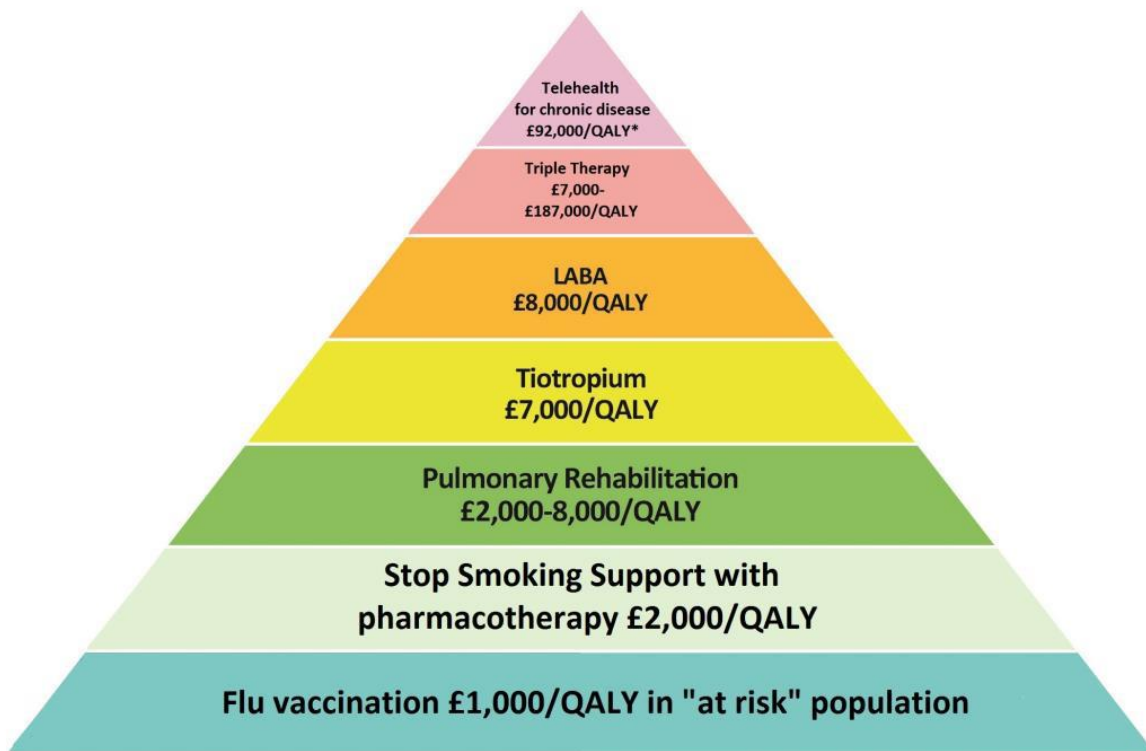 Telehealth
for chronic disease
£92,000/QALY*
Triple Therapy
£7,000-
£187,000/QALY
LABA
£8,000/QALY
Tiotropium
£7,000/QALY
Pulmonary Rehabilitation
£2,000-8,000/QALY
Stop Smoking Support with
pharmacotherapy £2,000/QALY
Flu vaccination £1,000/QALY in "at risk" population